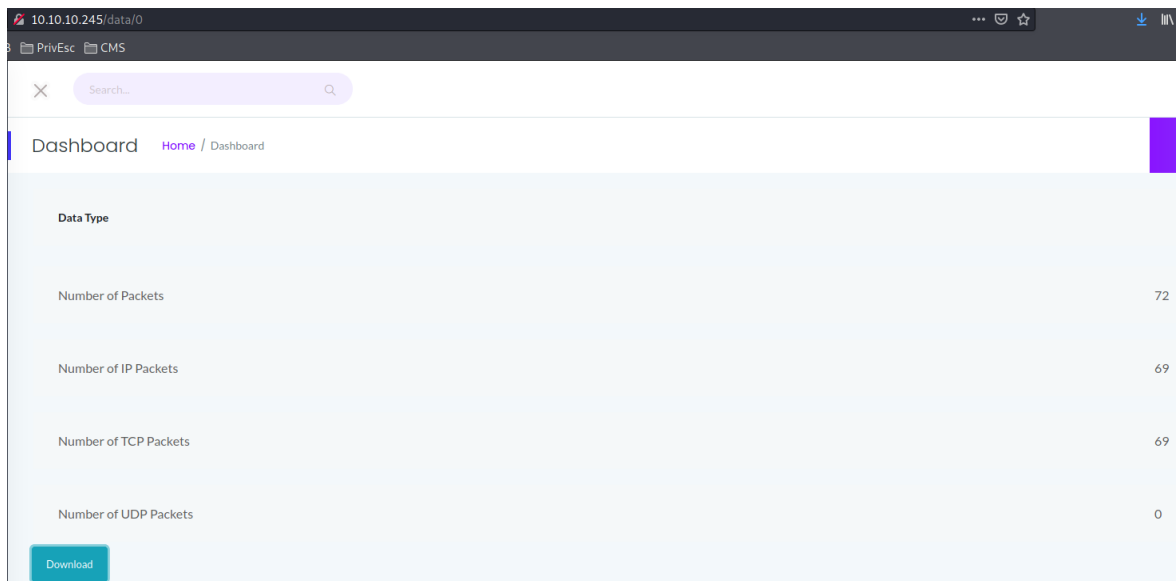 10.10.10.245/data/0
PrivEsc CMS
Search...
Dashboard Home / Dashboard
Data Type
Number of Packets 72
Number of IP Packets 69
Number of TCP Packets 69
Number of UDP Packets 0
Download